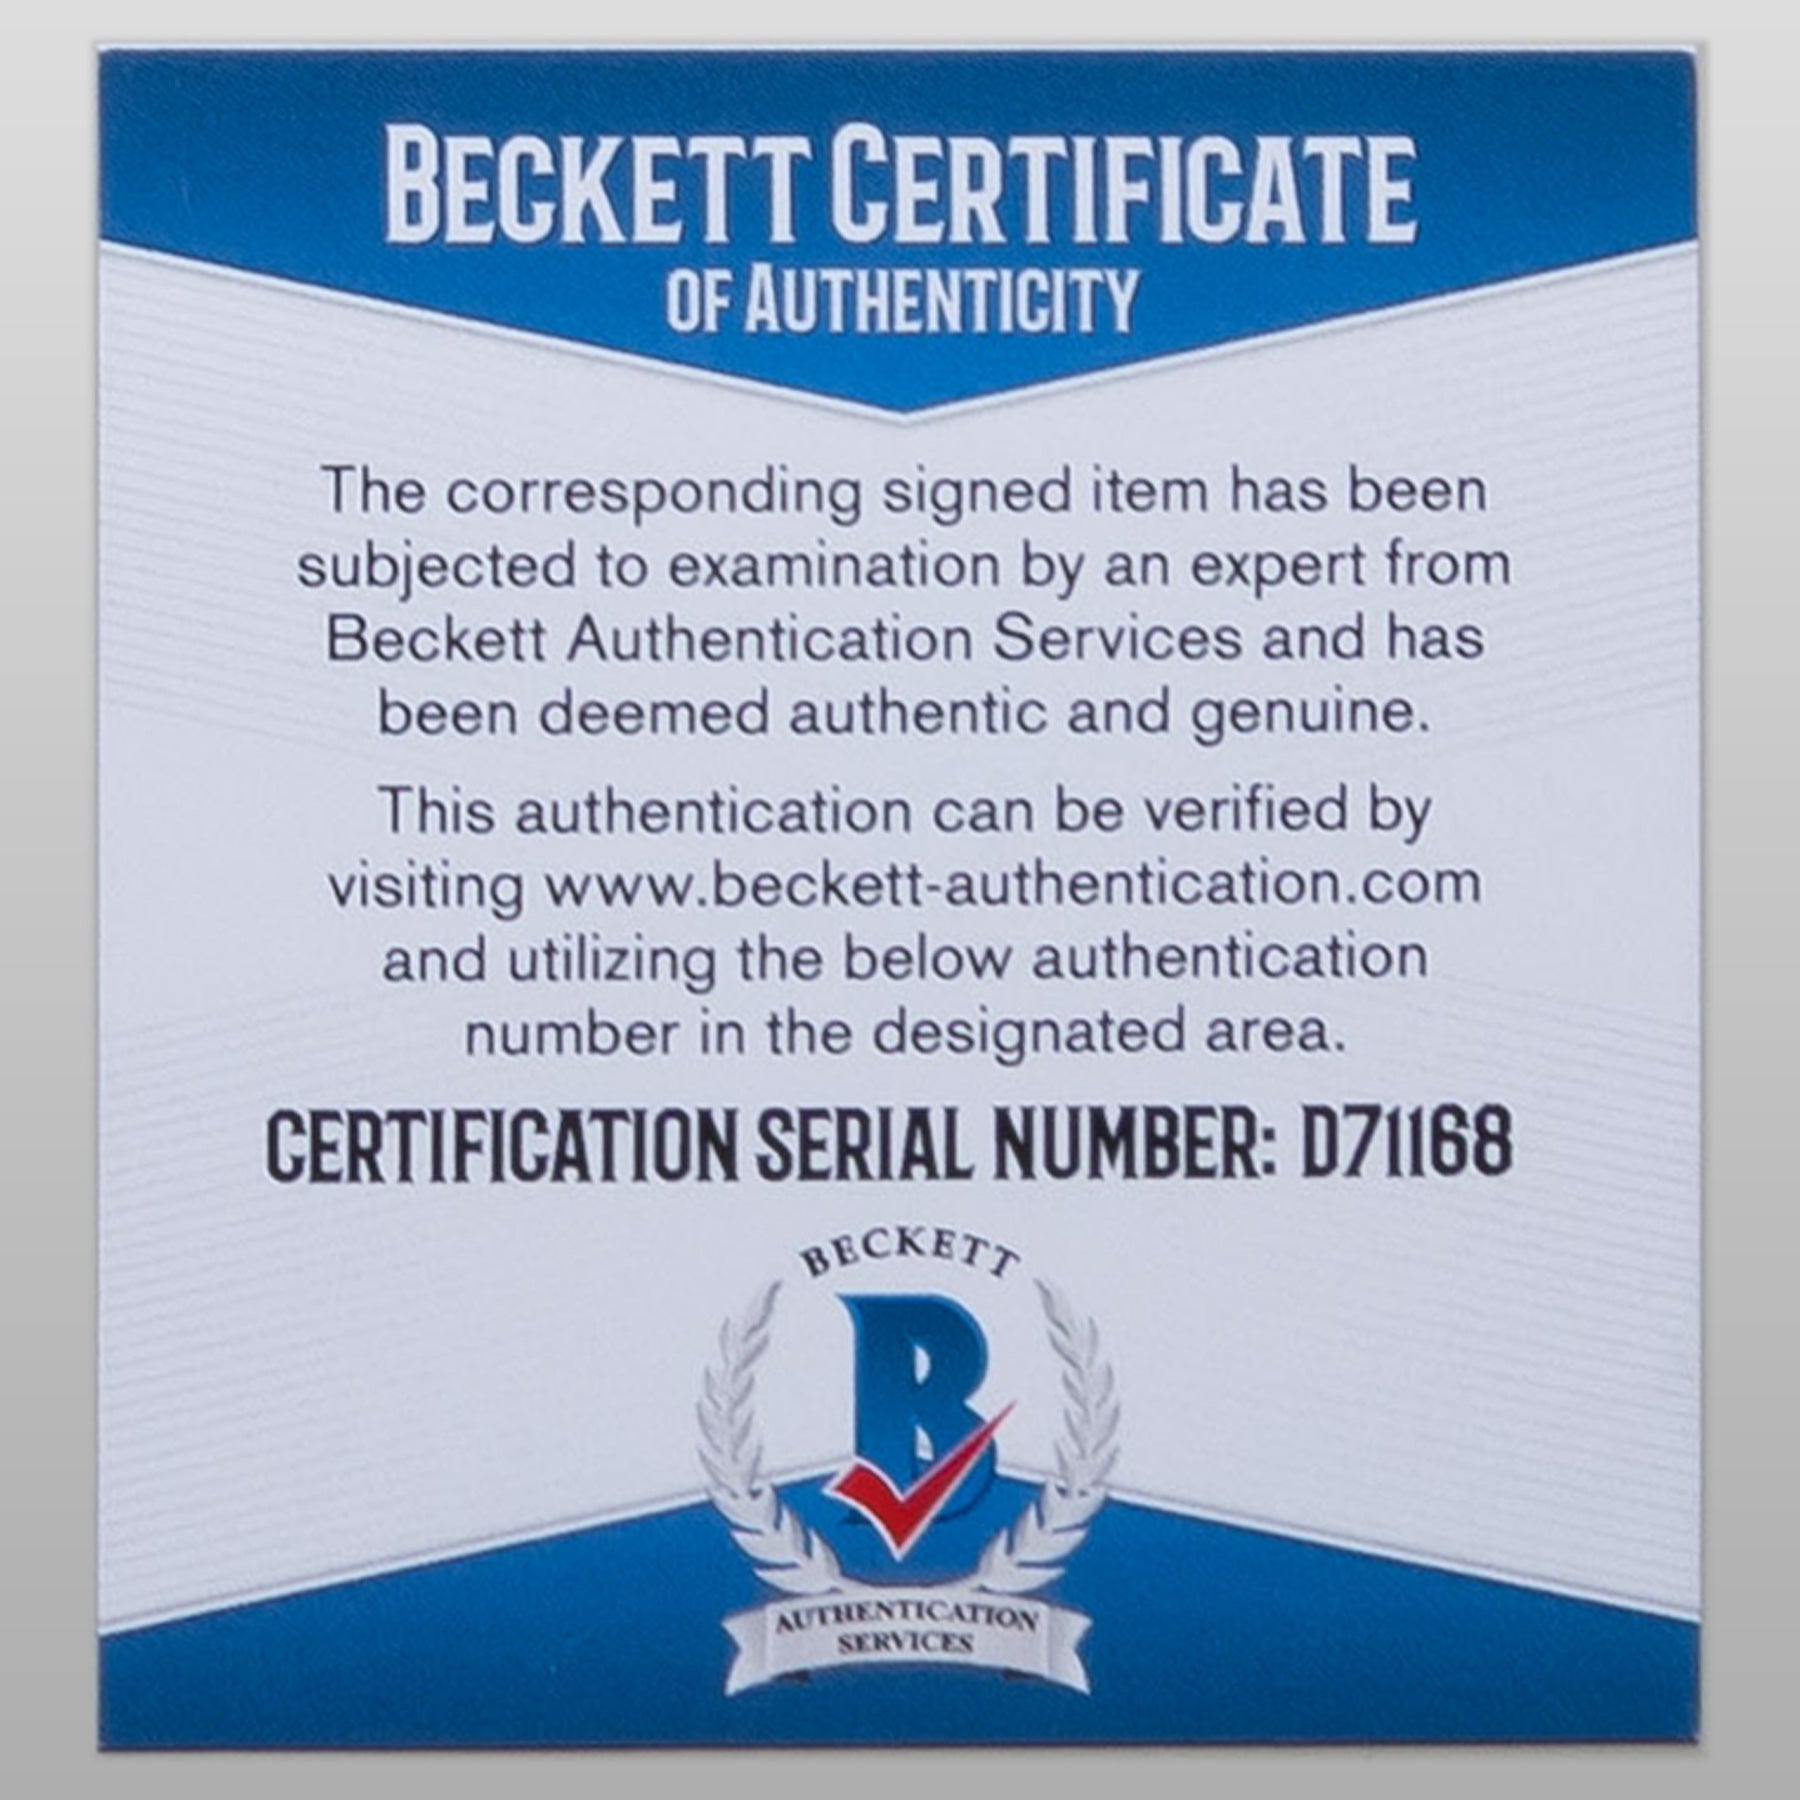 BECKETT CERTIFICATE
OF AUTHENTICITY
The corresponding signed item has been
subjected to examination by an expert from
Beckett Authentication Services and has
been deemed authentic and genuine.
This authentication can be verified by
visiting www.beckett-authentication.com
and utilizing the below authentication
number in the designated area.
CERTIFICATION SERIAL NUMBER: D71168
BECKETT
B
AUTHENTICATION
SERVICES